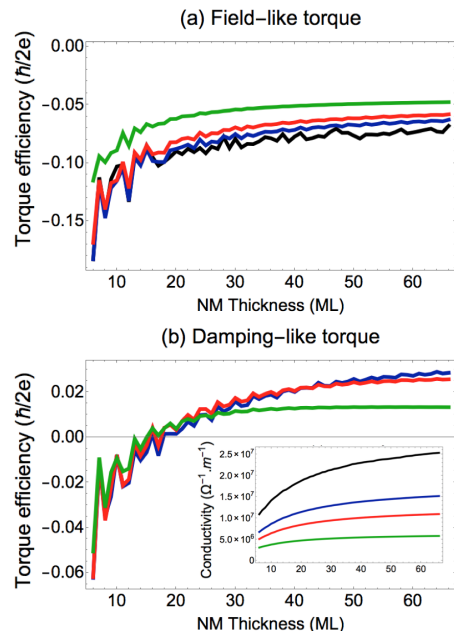 (a) Field-like torque
0.00
-0.05
-0.10
-0.15
Torque efficiency (ℏ/2e)
10 20 30 40 50 60
NM Thickness (ML)
(b) Damping-like torque
0.02
0.00
-0.02
-0.04
-0.06
Torque efficiency (ℏ/2e)
Conductivity (Ω⁻¹.m⁻¹)
2.5×10⁷
2.0×10⁷
1.5×10⁷
1.0×10⁷
5.0×10⁶
0
10 20 30 40 50 60
10 20 30 40 50 60
NM Thickness (ML)